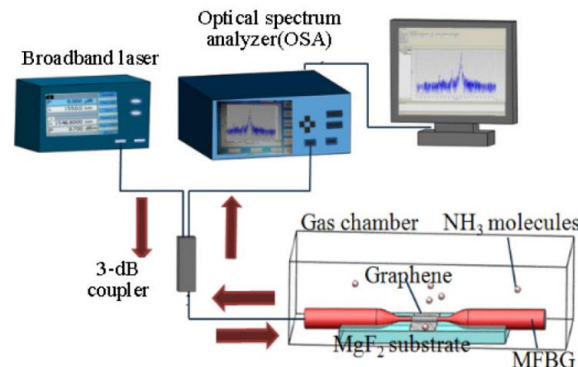 Optical spectrum
analyzer(OSA)
Broadband laser
Gas chamber
NH3 molecules
3-dB
coupler
Graphene
MgF2 substrate
MFBG